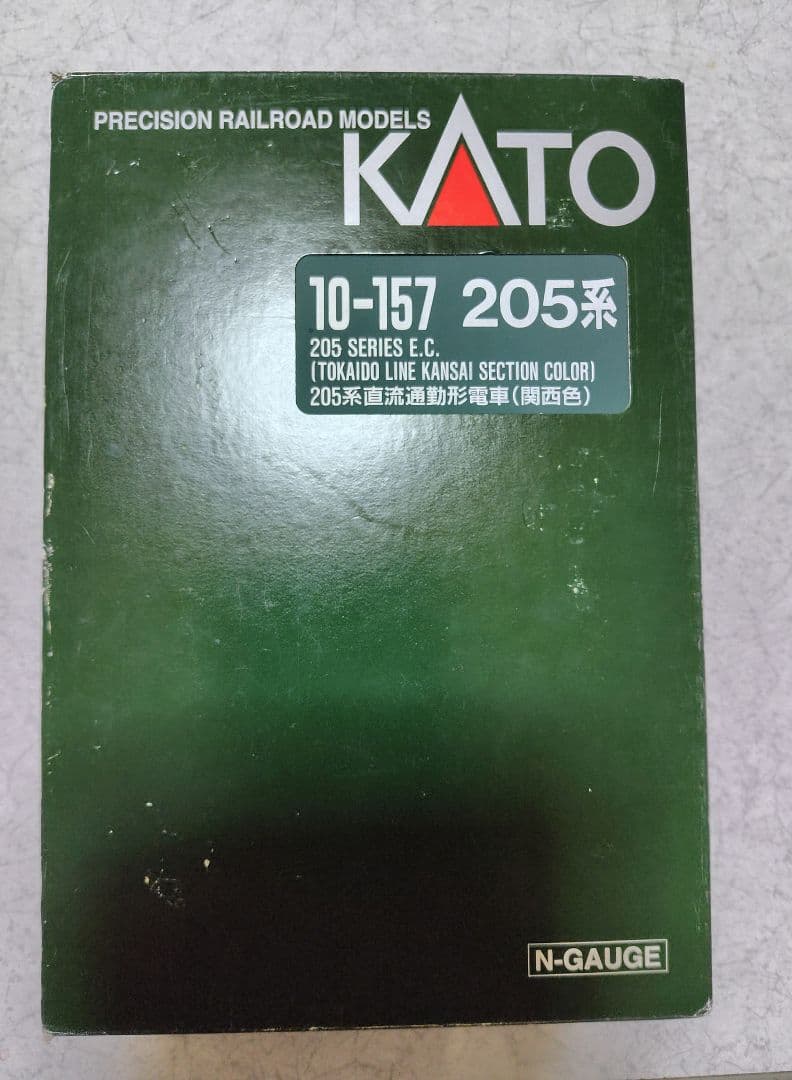 PRECISION RAILROAD MODELS
KATO
10-157 205系
205 SERIES E.C.
(TOKAIDO LINE KANSAI SECTION COLOR)
205系直流通勤形電車(関西色)
N-GAUGE